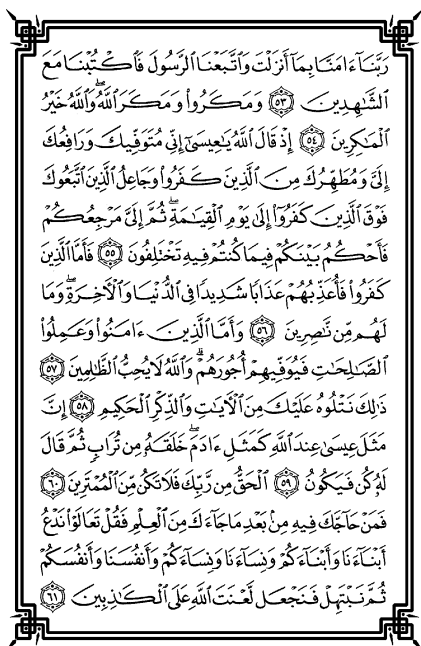 رَبَّنَآ ءَامَنَّا بِمَآ أَنزَلْتَ وَٱتَّبَعْنَا ٱلرَّسُولَ فَٱكْتُبْنَا مَعَ
ٱلشَّٰهِدِينَ ٥٣ وَمَكَرُوا۟ وَمَكَرَ ٱللَّهُ ۖ وَٱللَّهُ خَيْرُ
ٱلْمَٰكِرِينَ ٥٤ إِذْ قَالَ ٱللَّهُ يَٰعِيسَىٰٓ إِنِّى مُتَوَفِّيكَ وَرَافِعُكَ
إِلَىَّ وَمُطَهِّرُكَ مِنَ ٱلَّذِينَ كَفَرُوا۟ وَجَاعِلُ ٱلَّذِينَ ٱتَّبَعُوكَ
فَوْقَ ٱلَّذِينَ كَفَرُوٓا۟ إِلَىٰ يَوْمِ ٱلْقِيَٰمَةِ ۖ ثُمَّ إِلَىَّ مَرْجِعُكُمْ
فَأَحْكُمُ بَيْنَكُمْ فِيمَا كُنتُمْ فِيهِ تَخْتَلِفُونَ ٥٥ فَأَمَّا ٱلَّذِينَ
كَفَرُوا۟ فَأُعَذِّبُهُمْ عَذَابًا شَدِيدًا فِى ٱلدُّنْيَا وَٱلْءَاخِرَةِ ۖ وَمَا
لَهُم مِّن نَّٰصِرِينَ ٥٦ وَأَمَّا ٱلَّذِينَ ءَامَنُوا۟ وَعَمِلُوا۟
ٱلصَّٰلِحَٰتِ فَيُوَفِّيهِمْ أُجُورَهُمْ ۗ وَٱللَّهُ لَا يُحِبُّ ٱلظَّٰلِمِينَ ٥٧
ذَٰلِكَ نَتْلُوهُ عَلَيْكَ مِنَ ٱلْءَايَٰتِ وَٱلذِّكْرِ ٱلْحَكِيمِ ٥٨ إِنَّ
مَثَلَ عِيسَىٰ عِندَ ٱللَّهِ كَمَثَلِ ءَادَمَ ۖ خَلَقَهُۥ مِن تُرَابٍ ثُمَّ قَالَ
لَهُۥ كُن فَيَكُونُ ٥٩ ٱلْحَقُّ مِن رَّبِّكَ فَلَا تَكُن مِّنَ ٱلْمُمْتَرِينَ ٦٠
فَمَنْ حَآجَّكَ فِيهِ مِنۢ بَعْدِ مَا جَآءَكَ مِنَ ٱلْعِلْمِ فَقُلْ تَعَالَوْا۟ نَدْعُ
أَبْنَآءَنَا وَأَبْنَآءَكُمْ وَنِسَآءَنَا وَنِسَآءَكُمْ وَأَنفُسَنَا وَأَنفُسَكُمْ
ثُمَّ نَبْتَهِلْ فَنَجْعَل لَّعْنَتَ ٱللَّهِ عَلَى ٱلْكَٰذِبِينَ ٦١